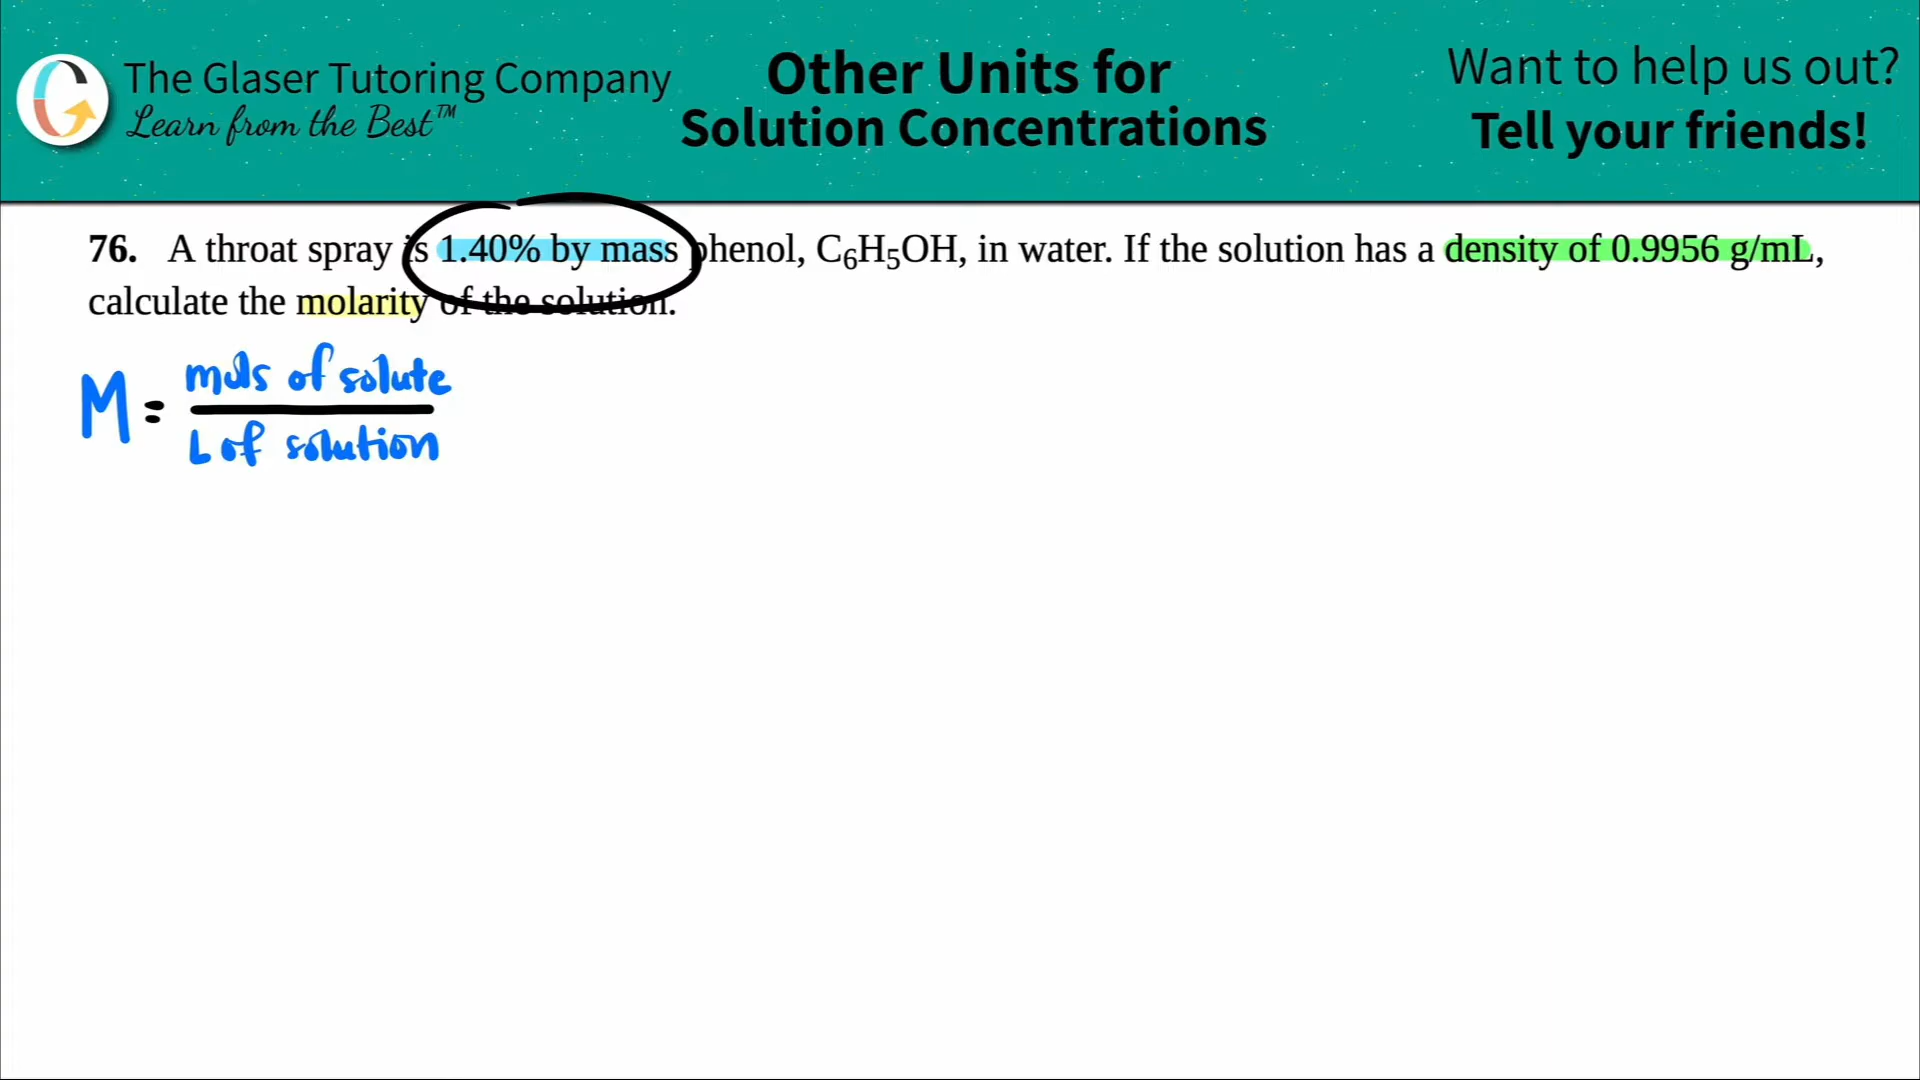 The Glaser Tutoring Company
Learn from the Best™
Other Units for
Solution Concentrations
Want to help us out?
Tell your friends!
76. A throat spray is 1.40% by mass phenol, C₆H₅OH, in water. If the solution has a density of 0.9956 g/mL,
calculate the molarity of the solution.
M = mols of solute
L of solution